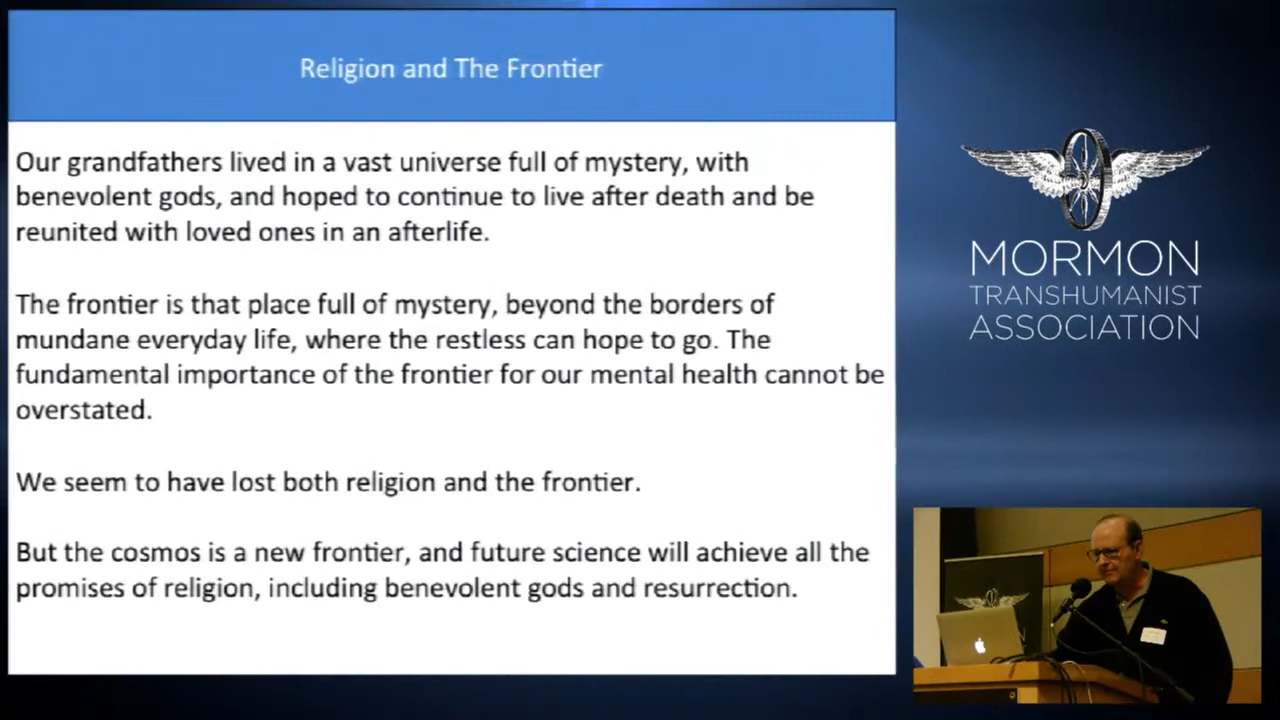 Religion and The Frontier
Our grandfathers lived in a vast universe full of mystery, with
benevolent gods, and hoped to continue to live after death and be
reunited with loved ones in an afterlife.
The frontier is that place full of mystery, beyond the borders of
mundane everyday life, where the restless can hope to go. The
fundamental importance of the frontier for our mental health cannot be
overstated.
We seem to have lost both religion and the frontier.
But the cosmos is a new frontier, and future science will achieve all the
promises of religion, including benevolent gods and resurrection.
MORMON
TRANSHUMANIST
ASSOCIATION